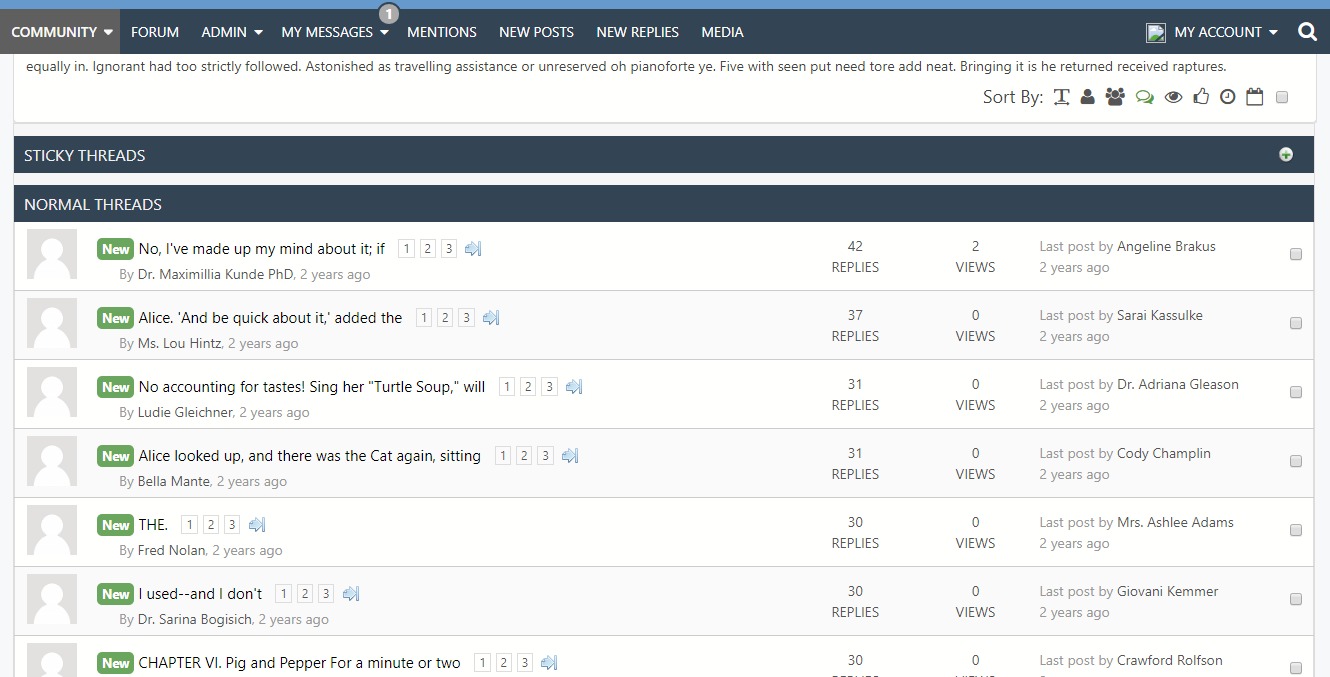 1
COMMUNITY FORUM ADMIN MY MESSAGES MENTIONS NEW POSTS NEW REPLIES MEDIA MY ACCOUNT
equally in. Ignorant had too strictly followed. Astonished as travelling assistance or unreserved oh pianoforte ye. Five with seen put need tore add neat. Bringing it is he returned received raptures.
Sort By:
STICKY THREADS
NORMAL THREADS
New No, I've made up my mind about it; if 1 2 3 42 2 Last post by Angeline Brakus
By Dr. Maximillia Kunde PhD, 2 years ago REPLIES VIEWS 2 years ago
New Alice. 'And be quick about it,' added the 1 2 3 37 0 Last post by Sarai Kassulke
By Ms. Lou Hintz, 2 years ago REPLIES VIEWS 2 years ago
New No accounting for tastes! Sing her "Turtle Soup," will 1 2 3 31 0 Last post by Dr. Adriana Gleason
By Ludie Gleichner, 2 years ago REPLIES VIEWS 2 years ago
New Alice looked up, and there was the Cat again, sitting 1 2 3 31 0 Last post by Cody Champlin
By Bella Mante, 2 years ago REPLIES VIEWS 2 years ago
New THE. 1 2 3 30 0 Last post by Mrs. Ashlee Adams
By Fred Nolan, 2 years ago REPLIES VIEWS 2 years ago
New I used--and I don't 1 2 3 30 0 Last post by Giovani Kemmer
By Dr. Sarina Bogisich, 2 years ago REPLIES VIEWS 2 years ago
New CHAPTER VI. Pig and Pepper For a minute or two 1 2 3 30 0 Last post by Crawford Rolfson